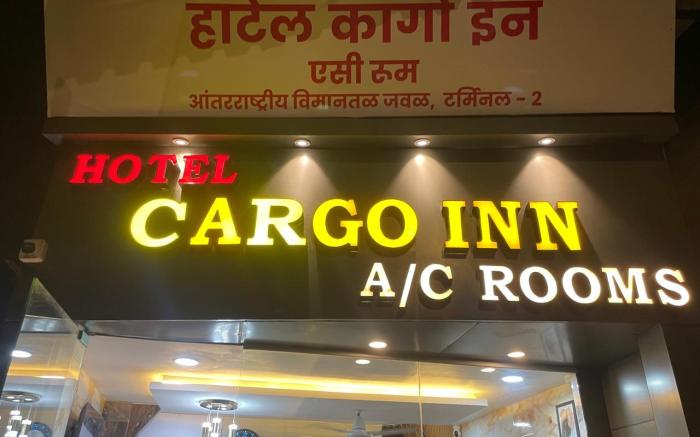 हॉटेल कार्गो इन
एसी रूम
आंतरराष्ट्रीय विमानतळ जवळ, टर्मिनल - 2
HOTEL
CARGO INN
A/C ROOMS